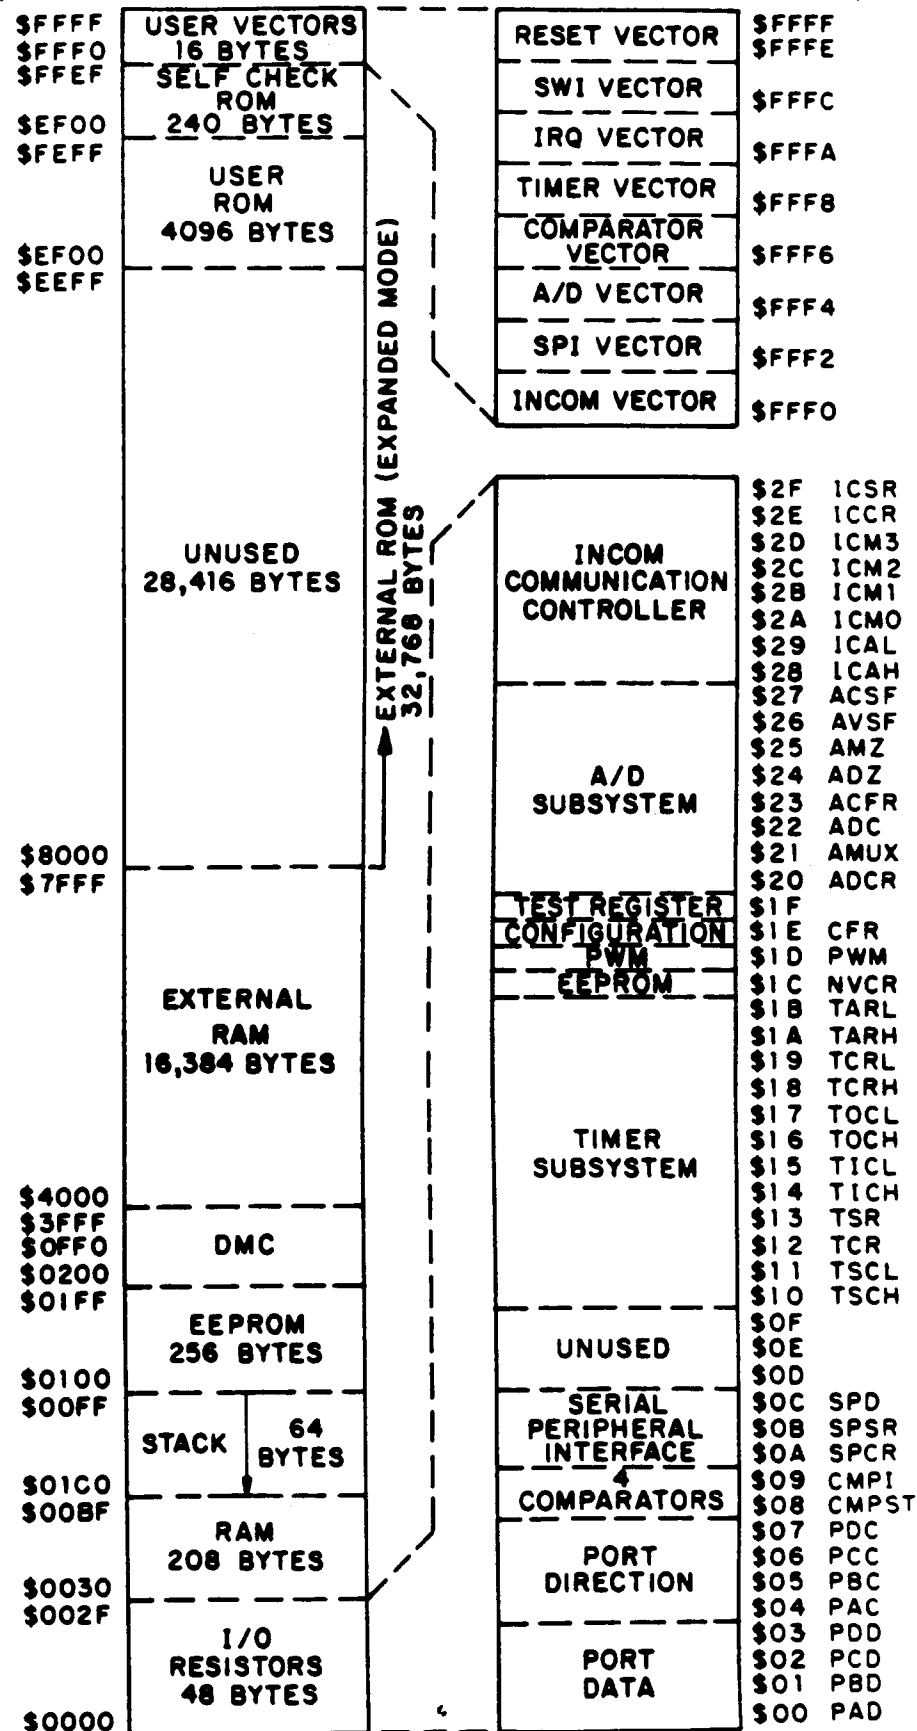 $FFFF
$FFF0
$FFEF
$EF00
$FEFF
$EF00
$EEFF
$8000
$7FFF
$4000
$3FFF
$0FF0
$0200
$01FF
$0100
$00FF
$01C0
$00BF
$0030
$002F
$0000
USER VECTORS
16 BYTES
SELF CHECK
ROM
240 BYTES
USER
ROM
4096 BYTES
UNUSED
28,416 BYTES
EXTERNAL
RAM
16,384 BYTES
DMC
EEPROM
256 BYTES
STACK
64
BYTES
RAM
208 BYTES
I/O
RESISTORS
48 BYTES
EXTERNAL ROM (EXPANDED MODE)
32,768 BYTES
RESET VECTOR
SWI VECTOR
IRQ VECTOR
TIMER VECTOR
COMPARATOR
VECTOR
A/D VECTOR
SPI VECTOR
INCOM VECTOR
$FFFF
$FFFE
$FFFC
$FFFA
$FFF8
$FFF6
$FFF4
$FFF2
$FFF0
INCOM
COMMUNICATION
CONTROLLER
A/D
SUBSYSTEM
TEST REGISTER
CONFIGURATION
PWM
EEPROM
TIMER
SUBSYSTEM
UNUSED
SERIAL
PERIPHERAL
INTERFACE
4
COMPARATORS
PORT
DIRECTION
PORT
DATA
$2F ICSR
$2E ICCR
$2D ICM3
$2C ICM2
$2B ICM1
$2A ICM0
$29 ICAL
$28 ICAH
$27 ACSF
$26 AVSF
$25 AMZ
$24 ADZ
$23 ACFR
$22 ADC
$21 AMUX
$20 ADCR
$1F
$1E CFR
$1D PWM
$1C NVCR
$1B TARL
$1A TARH
$19 TCRL
$18 TCRH
$17 TOCL
$16 TOCH
$15 TICL
$14 TICH
$13 TSR
$12 TCR
$11 TSCL
$10 TSCH
$0F
$0E
$0D
$0C SPD
$0B SPSR
$0A SPCR
$09 CMPI
$08 CMPST
$07 PDC
$06 PCC
$05 PBC
$04 PAC
$03 PDD
$02 PCD
$01 PBD
$00 PAD